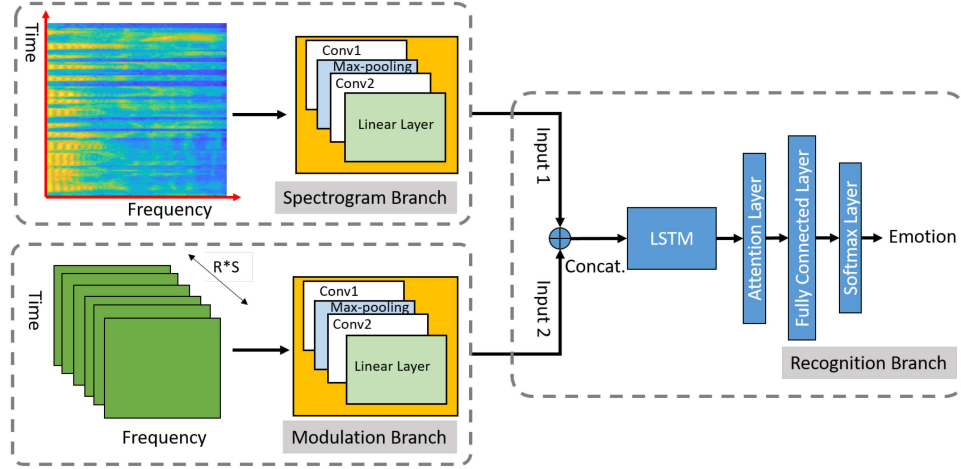 Time
Frequency
Conv1
Max-pooling
Conv2
Linear Layer
Spectrogram Branch
Time
R*S
Frequency
Conv1
Max-pooling
Conv2
Linear Layer
Modulation Branch
Input 1
Input 2
Concat.
LSTM
Attention Layer
Fully Connected Layer
Softmax Layer
Emotion
Recognition Branch